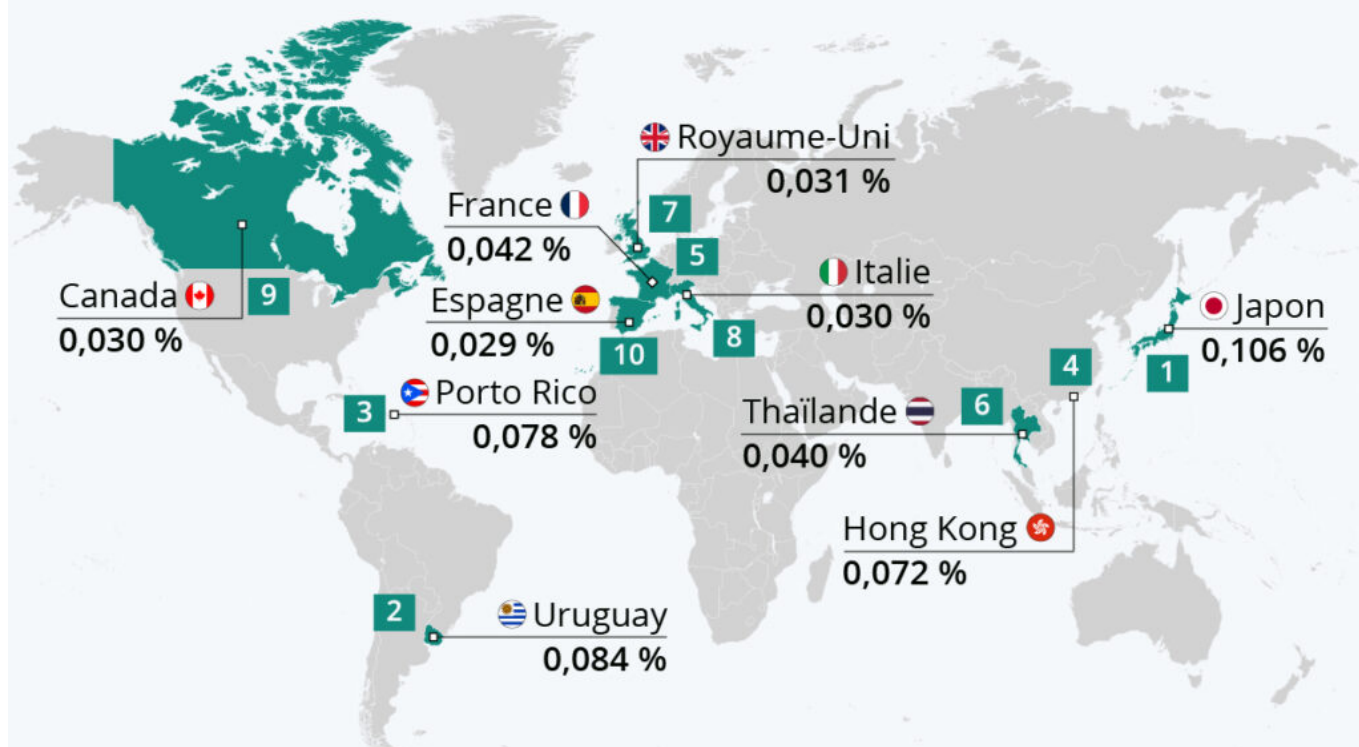 Royaume-Uni
0,031 %
7
France
0,042 %
5
Italie
0,030 %
8
Canada
0,030 %
9
Espagne
0,029 %
10
Japon
0,106 %
1
Porto Rico
0,078 %
3
4
Thaïlande
0,040 %
6
Hong Kong
0,072 %
2
Uruguay
0,084 %